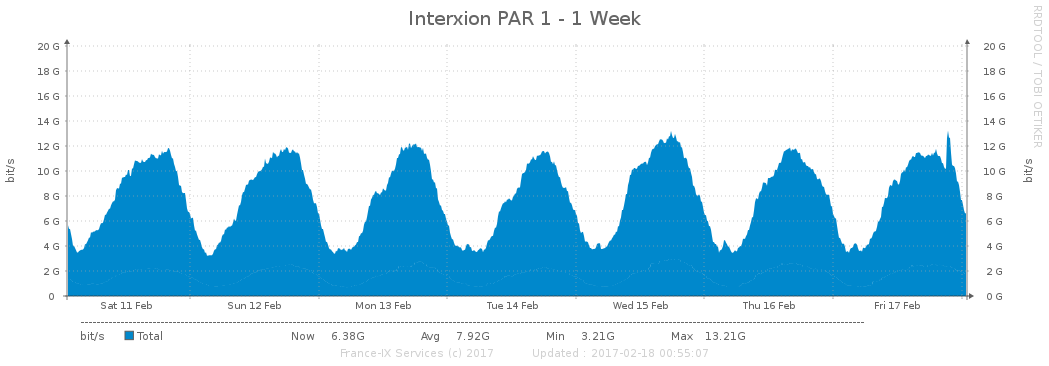 Interxion PAR 1 - 1 Week
RRDTOOL / TOBI OETIKER
20 G 20 G
18 G 18 G
16 G 16 G
14 G 14 G
12 G 12 G
10 G 10 G
8 G 8 G
6 G 6 G
4 G 4 G
2 G 2 G
0 0 G
bit/s
bit/s
Sat 11 Feb Sun 12 Feb Mon 13 Feb Tue 14 Feb Wed 15 Feb Thu 16 Feb Fri 17 Feb
bit/s Total Now 6.38G Avg 7.92G Min 3.21G Max 13.21G
France-IX Services (c) 2017 Updated : 2017-02-18 00:55:07